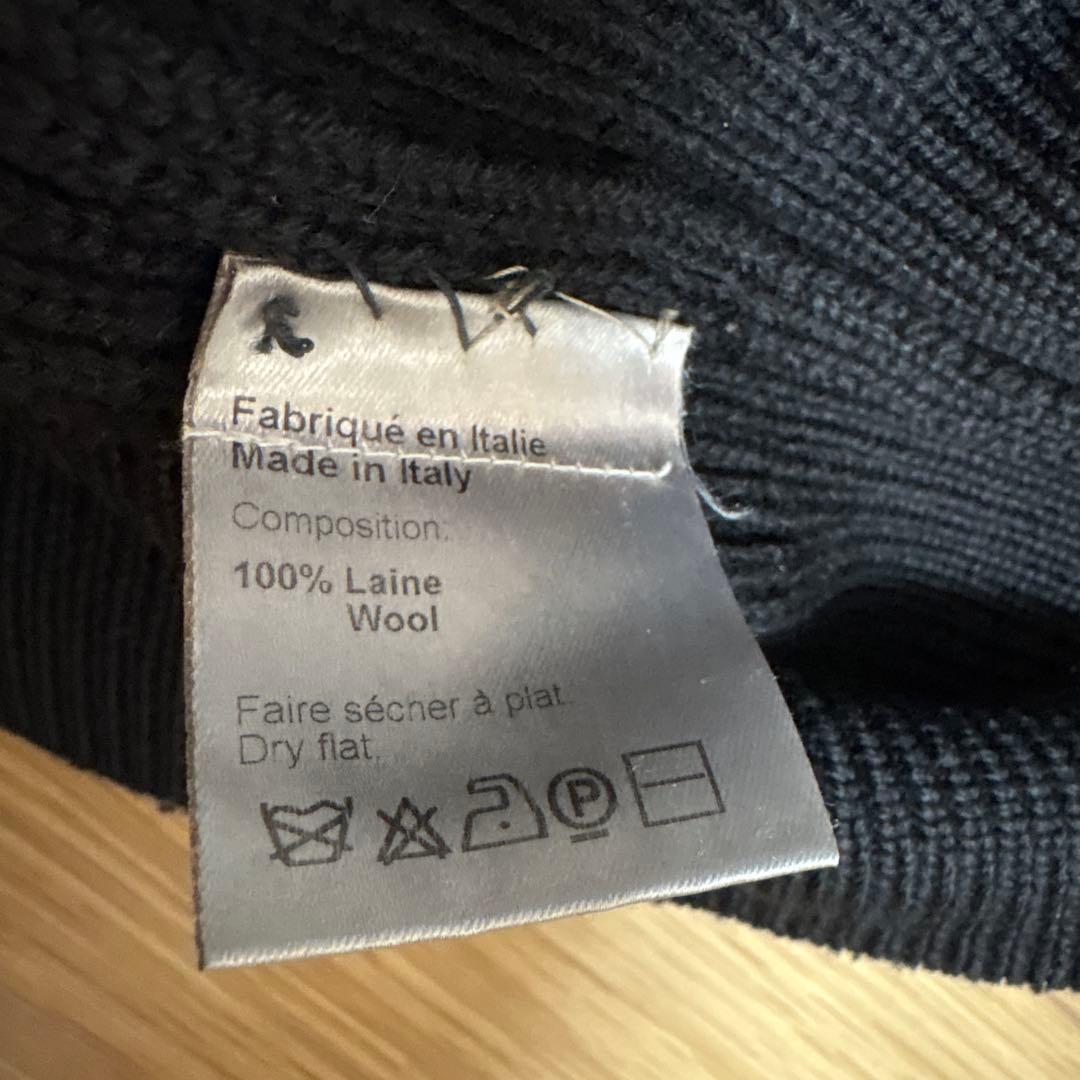 Fabriqué en Italie
Made in Italy
Composition:
100% Laine
Wool
Faire sécher à plat.
Dry flat.
P